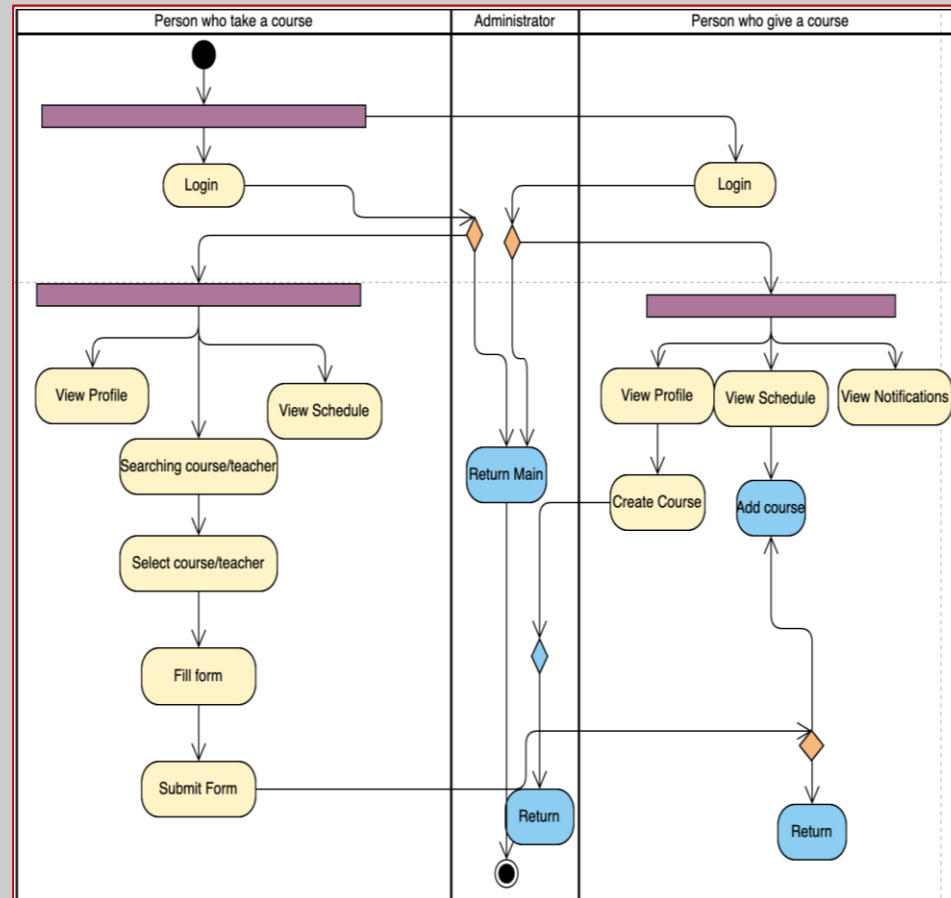 Person who take a course
Administrator
Person who give a course
Login
Login
View Profile
View Schedule
View Profile
View Schedule
View Notifications
Searching course/teacher
Return Main
Create Course
Add course
Select course/teacher
Fill form
Submit Form
Return
Return